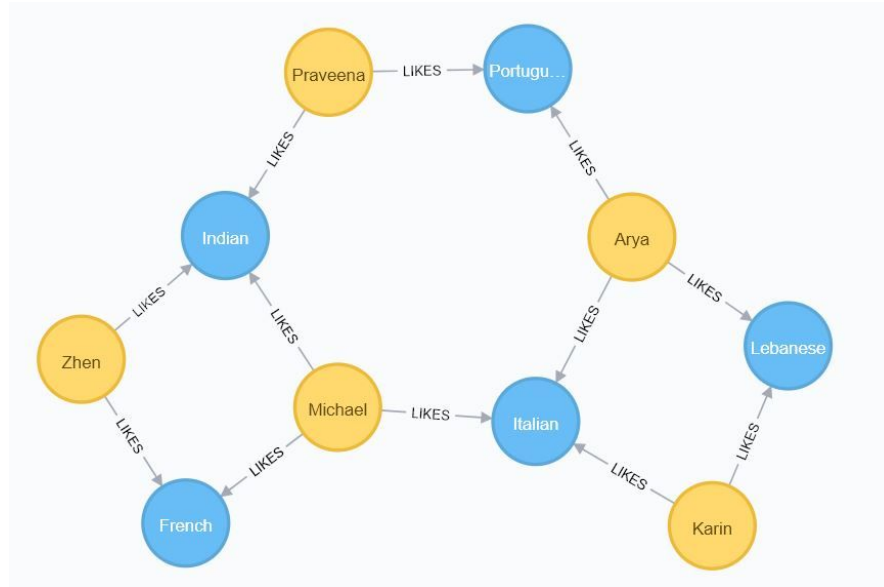 Praveena
LIKES
Portugu...
LIKES
LIKES
Indian
Arya
LIKES
LIKES
LIKES
LIKES
Lebanese
Zhen
Michael
LIKES
Italian
LIKES
LIKES
LIKES
LIKES
French
Karin